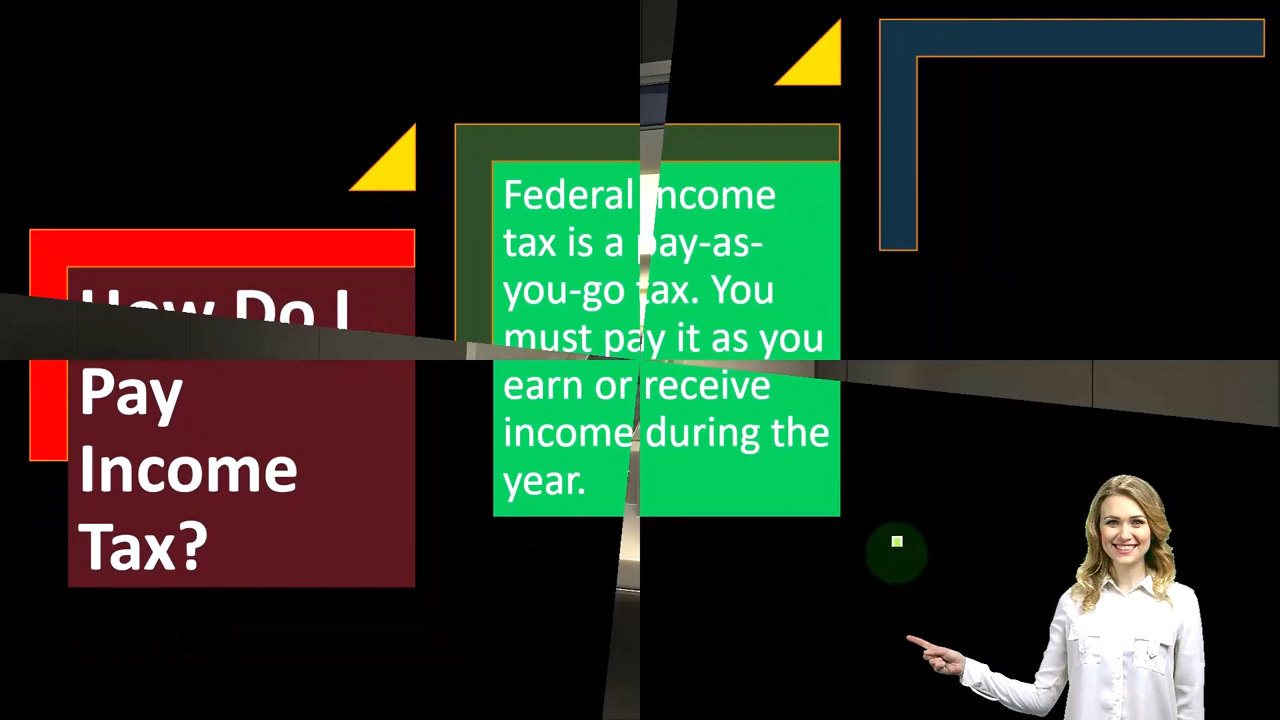 How Do I
Pay
Income
Tax?
Federal income
tax is a pay-as-
you-go tax. You
must pay it as you
earn or receive
income during the
year.